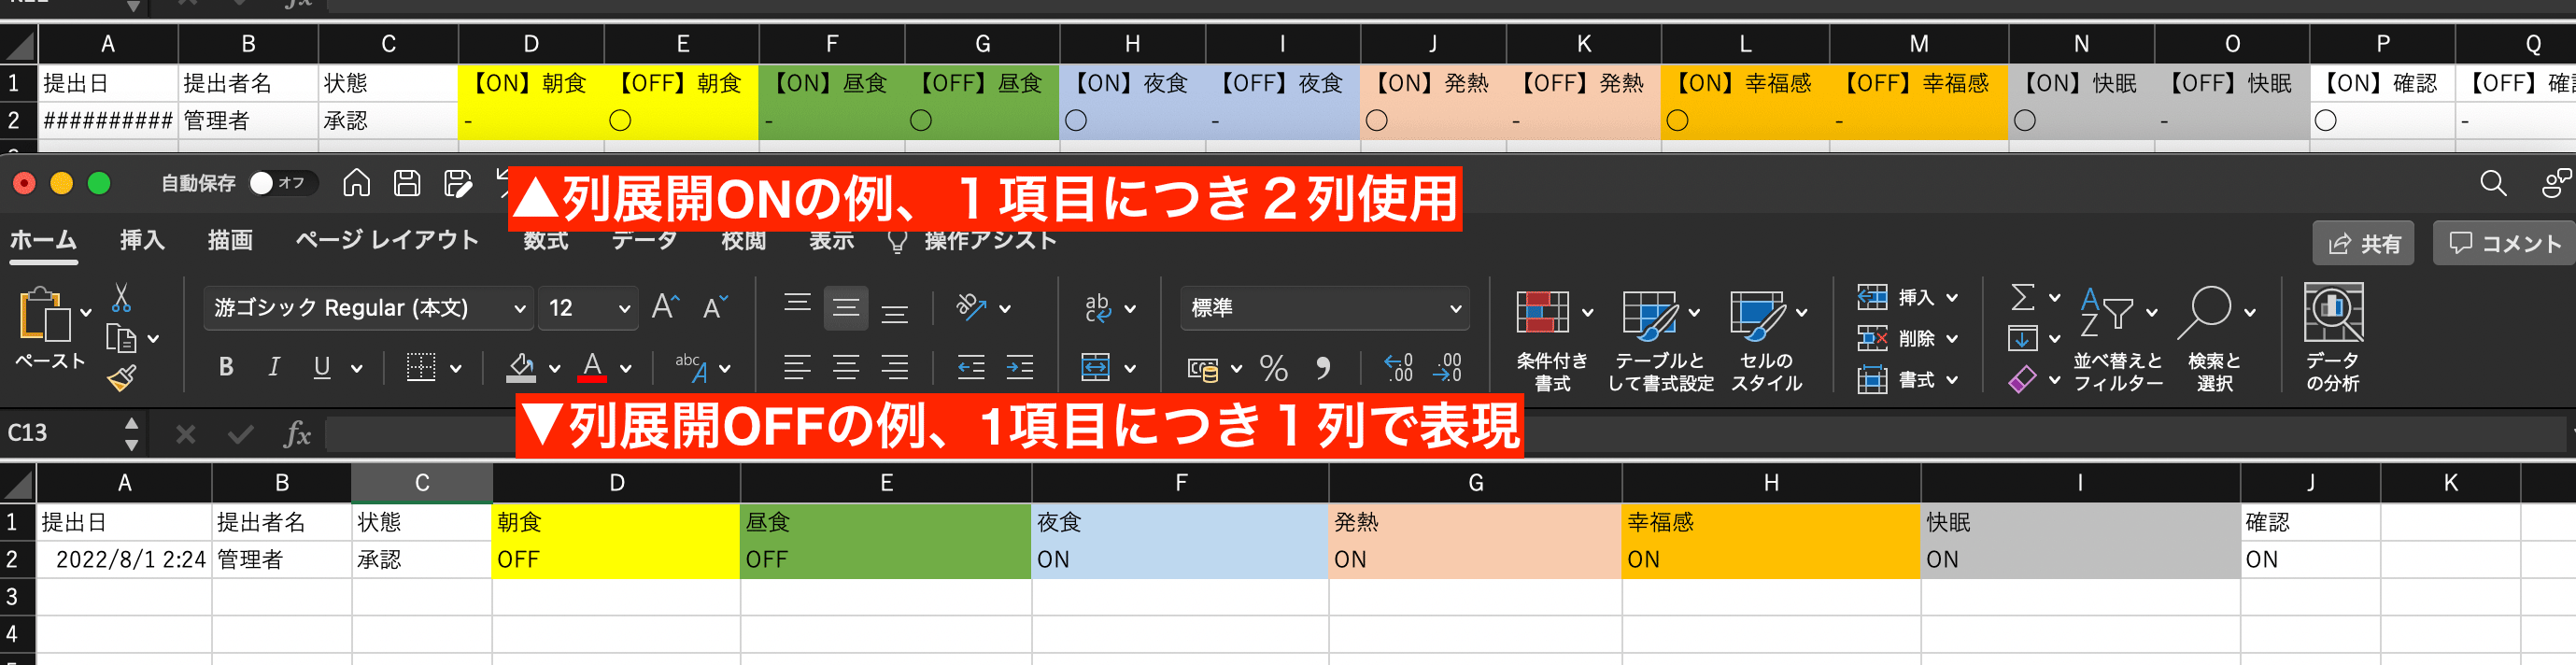 A B C D E F G H I J K L M N O P Q
1 提出日 提出者名 状態 【ON】朝食 【OFF】朝食 【ON】昼食 【OFF】昼食 【ON】夜食 【OFF】夜食 【ON】発熱 【OFF】発熱 【ON】幸福感 【OFF】幸福感 【ON】快眠 【OFF】快眠 【ON】確認 【OFF】確
2 ########## 管理者 承認 - ○ - ○ ○ - ○ - ○ - ○ - ○ -
自動保存 オフ
▲列展開ONの例、１項目につき２列使用
ホーム 挿入 描画 ページ レイアウト 数式 データ 校閲 表示 操作アシスト 共有 コメント
ペースト 游ゴシック Regular (本文) 12 A A ab c 標準 条件付き書式 テーブルとして書式設定 セルのスタイル 挿入 削除 書式 並べ替えとフィルター 検索と選択 データの分析
B I U A abc A % .0 .00 .00 .0
▼列展開OFFの例、1項目につき１列で表現
C13 fx
A B C D E F G H I J K
1 提出日 提出者名 状態 朝食 昼食 夜食 発熱 幸福感 快眠 確認
2 2022/8/1 2:24 管理者 承認 OFF OFF ON ON ON ON ON
3
4